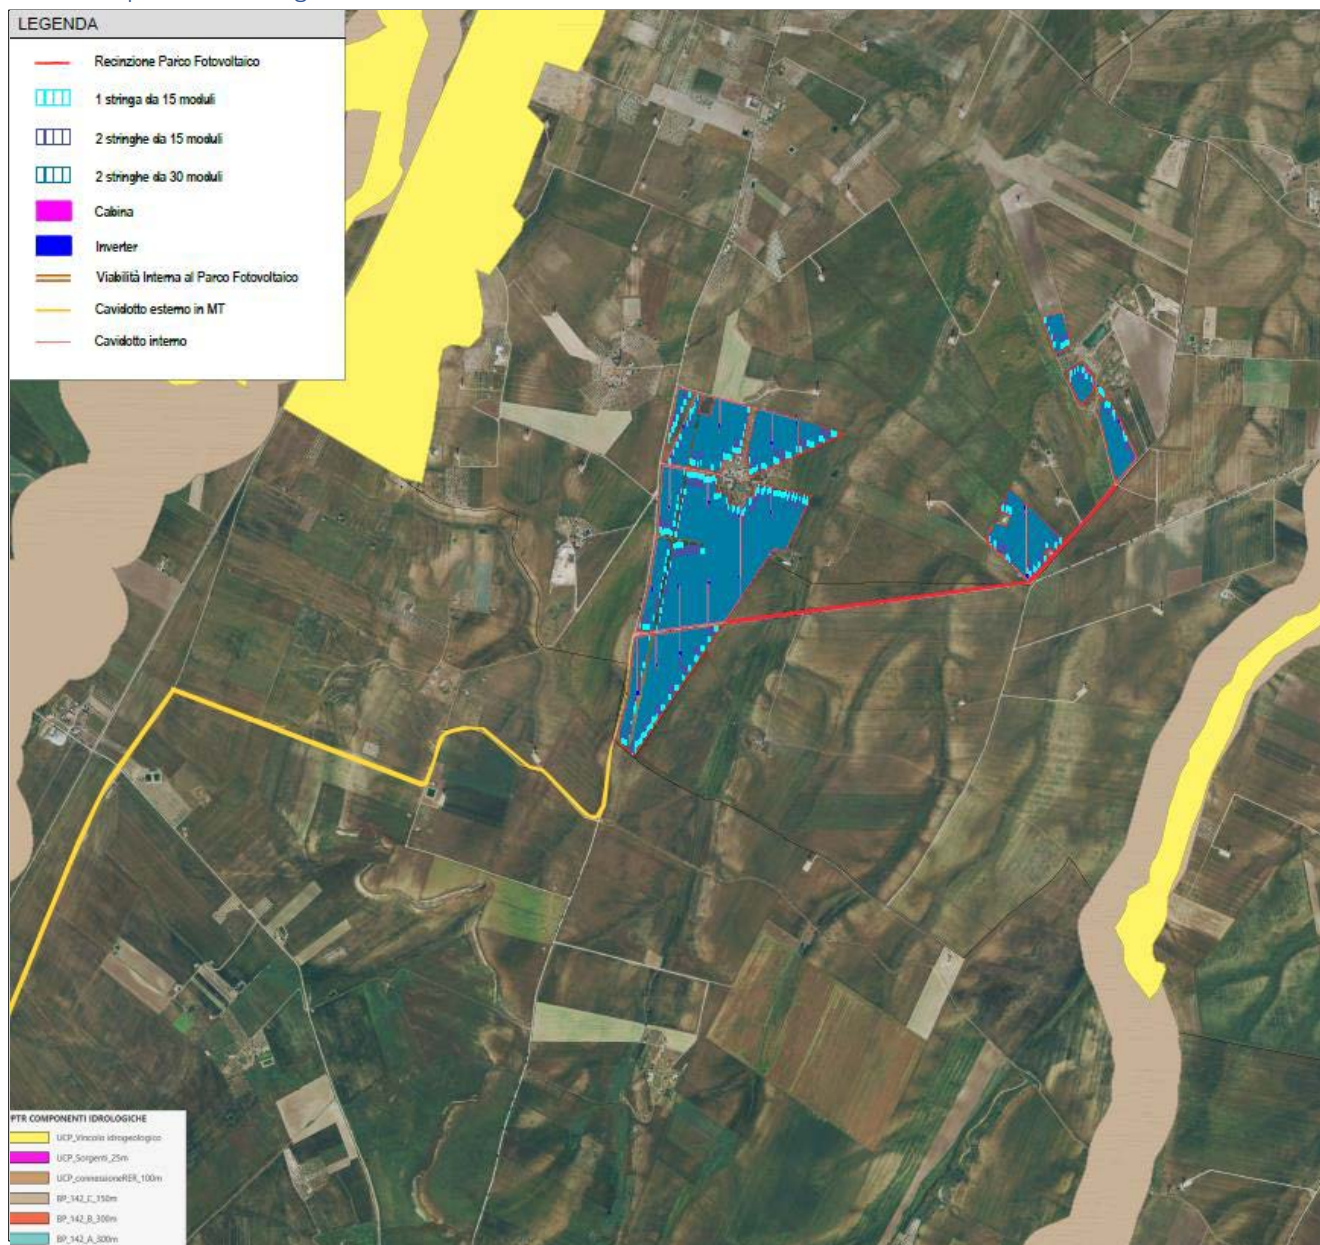 LEGENDA
Recinzione Parco Fotovoltaico
1 stringa da 15 moduli
2 stringhe da 15 moduli
2 stringhe da 30 moduli
Cabina
Inverter
Viabilità Interna al Parco Fotovoltaico
Cavidotto esterno in MT
Cavidotto interno
PTR COMPONENTI IDROLOGICHE
UCP_Vincolo idrogeologico
UCP_Sorgenti_25m
UCP_connessioneRER_100m
BP_142_C_150m
BP_142_B_300m
BP_142_A_300m